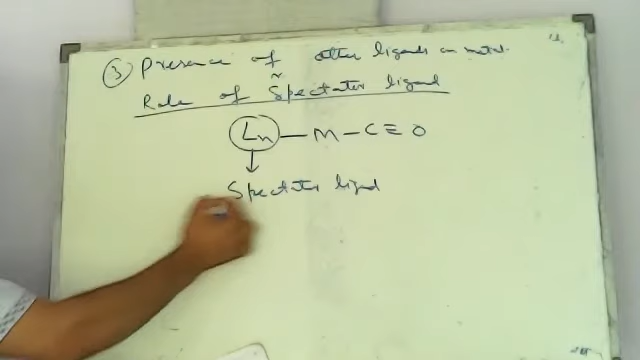 ③ Presence of other ligands on metal.
Role of Spectator ligand
Ln — M — C ≡ O
Spectator ligand